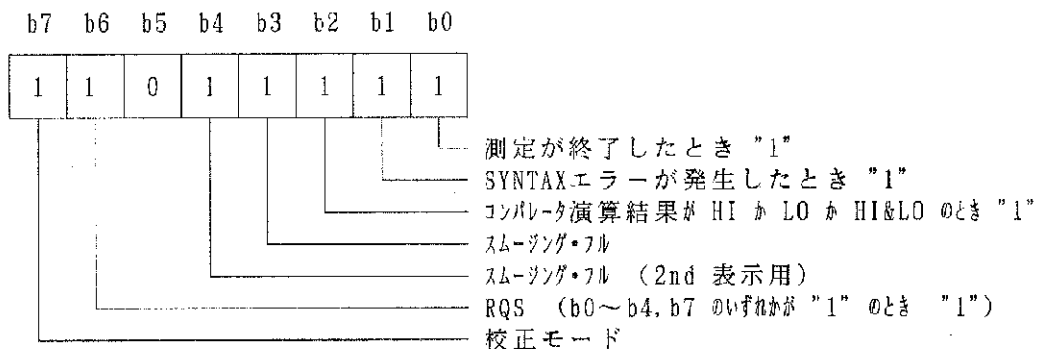 b7 b6 b5 b4 b3 b2 b1 b0
1 1 0 1 1 1 1 1
測定が終了したとき "1"
SYNTAXエラーが発生したとき "1"
コンパレータ演算結果が HI か LO か HI&LO のとき "1"
スムージング・フル
スムージング・フル (2nd 表示用)
RQS (b0～b4,b7 のいずれかが "1" のとき "1")
校正モード